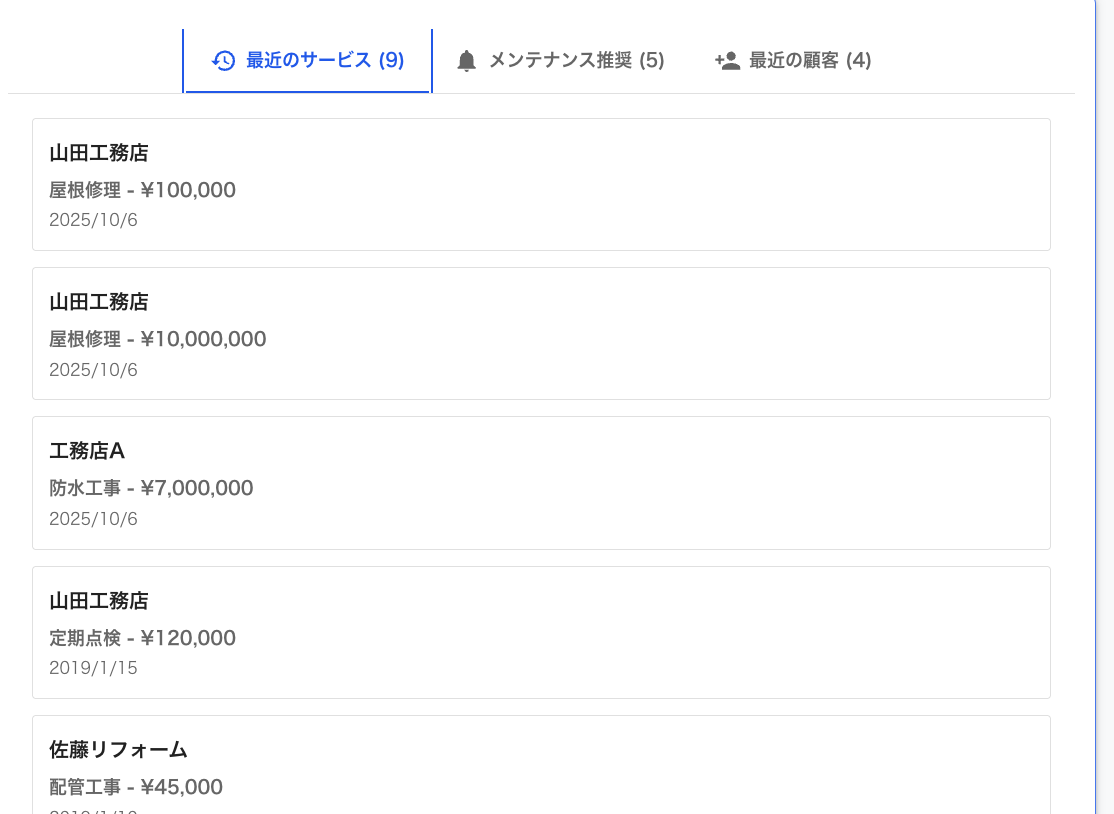 最近のサービス (9)
メンテナンス推奨 (5)
最近の顧客 (4)
山田工務店
屋根修理 - ¥100,000
2025/10/6
山田工務店
屋根修理 - ¥10,000,000
2025/10/6
工務店A
防水工事 - ¥7,000,000
2025/10/6
山田工務店
定期点検 - ¥120,000
2019/1/15
佐藤リフォーム
配管工事 - ¥45,000